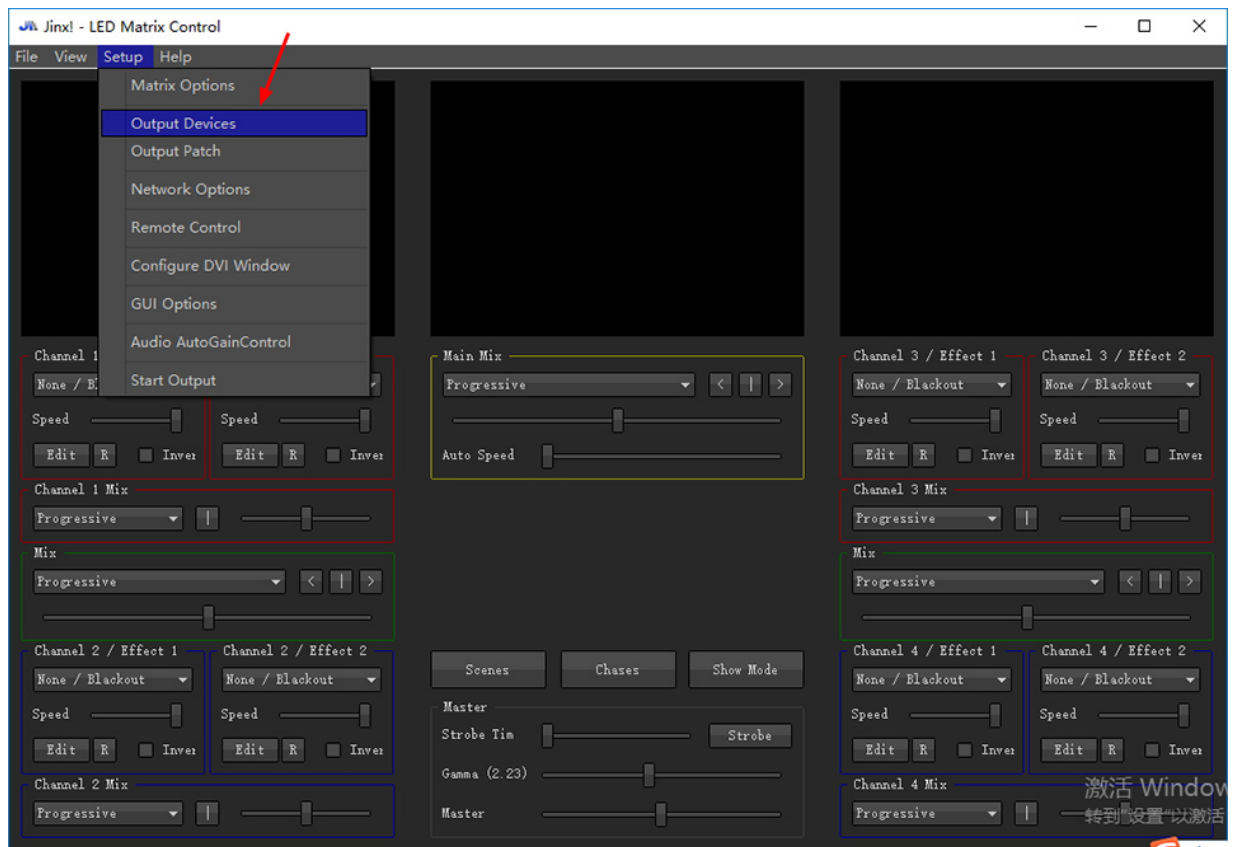 Jinx! - LED Matrix Control
File View Setup Help
Matrix Options
Output Devices
Output Patch
Network Options
Remote Control
Configure DVI Window
GUI Options
Audio AutoGainControl
Start Output
Channel 1
None / Bl
Speed
Speed
Edit R Inver
Edit R Inver
Channel 1 Mix
Progressive |
Mix
Progressive < | >
Channel 2 / Effect 1
Channel 2 / Effect 2
None / Blackout
None / Blackout
Speed
Speed
Edit R Inver
Edit R Inver
Channel 2 Mix
Progressive |
Main Mix
Progressive < | >
Auto Speed
Scenes
Chases
Show Mode
Master
Strobe Tim
Strobe
Gamma (2.23)
Master
Channel 3 / Effect 1
Channel 3 / Effect 2
None / Blackout
None / Blackout
Speed
Speed
Edit R Inver
Edit R Inver
Channel 3 Mix
Progressive |
Mix
Progressive < | >
Channel 4 / Effect 1
Channel 4 / Effect 2
None / Blackout
None / Blackout
Speed
Speed
Edit R Inver
Edit R Inver
Channel 4 Mix
Progressive |
激活 Window
转到"设置"以激活